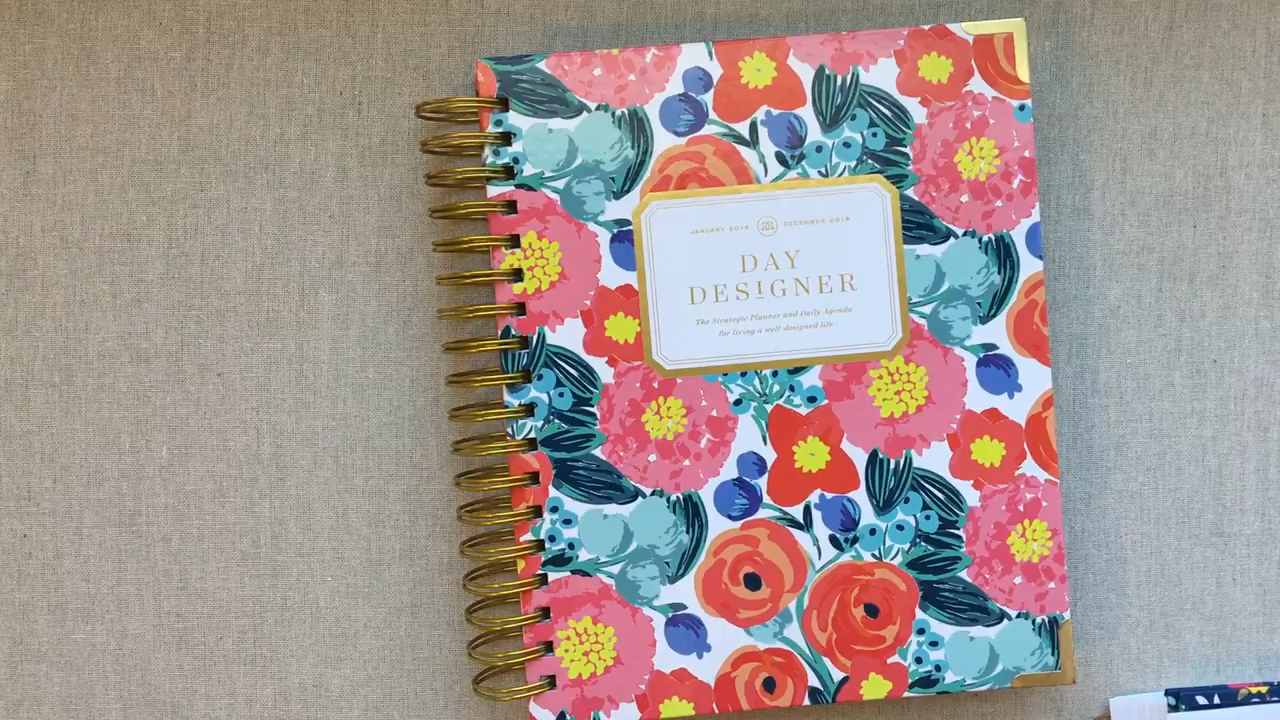 JANUARY 2018 DECEMBER 2018
DAY
DESIGNER
The Strategic Planner and Daily Agenda
for living a well-designed life